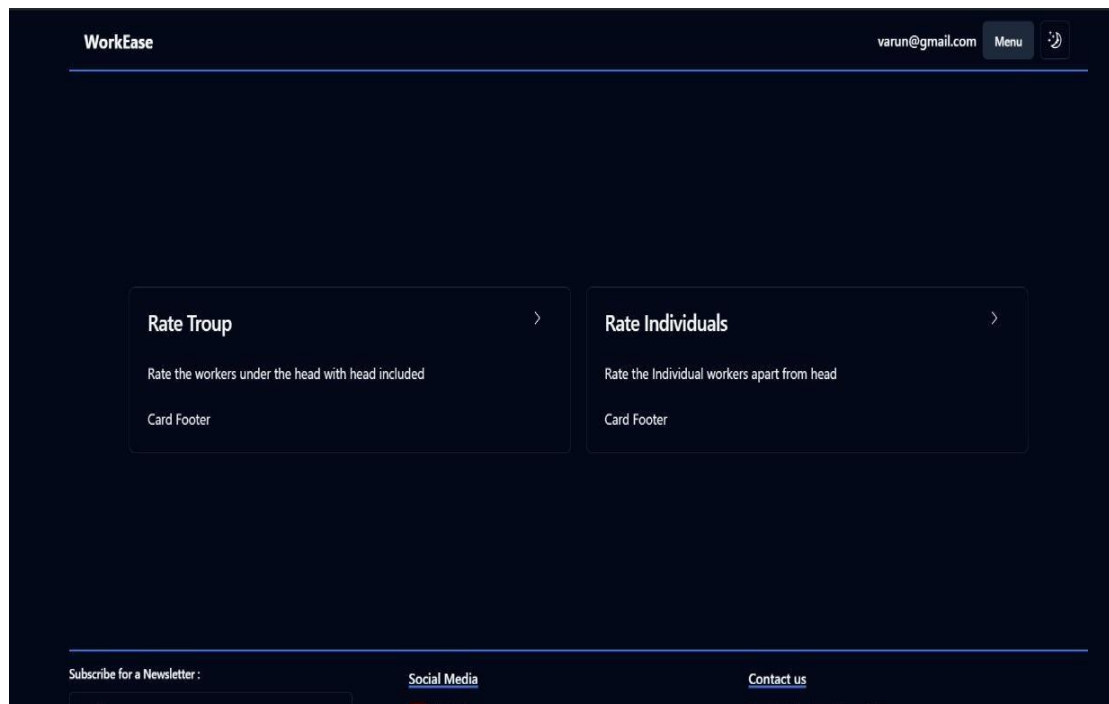 WorkEase
varun@gmail.com Menu
Rate Troup
Rate the workers under the head with head included
Card Footer
Rate Individuals
Rate the Individual workers apart from head
Card Footer
Subscribe for a Newsletter :
Social Media
Contact us